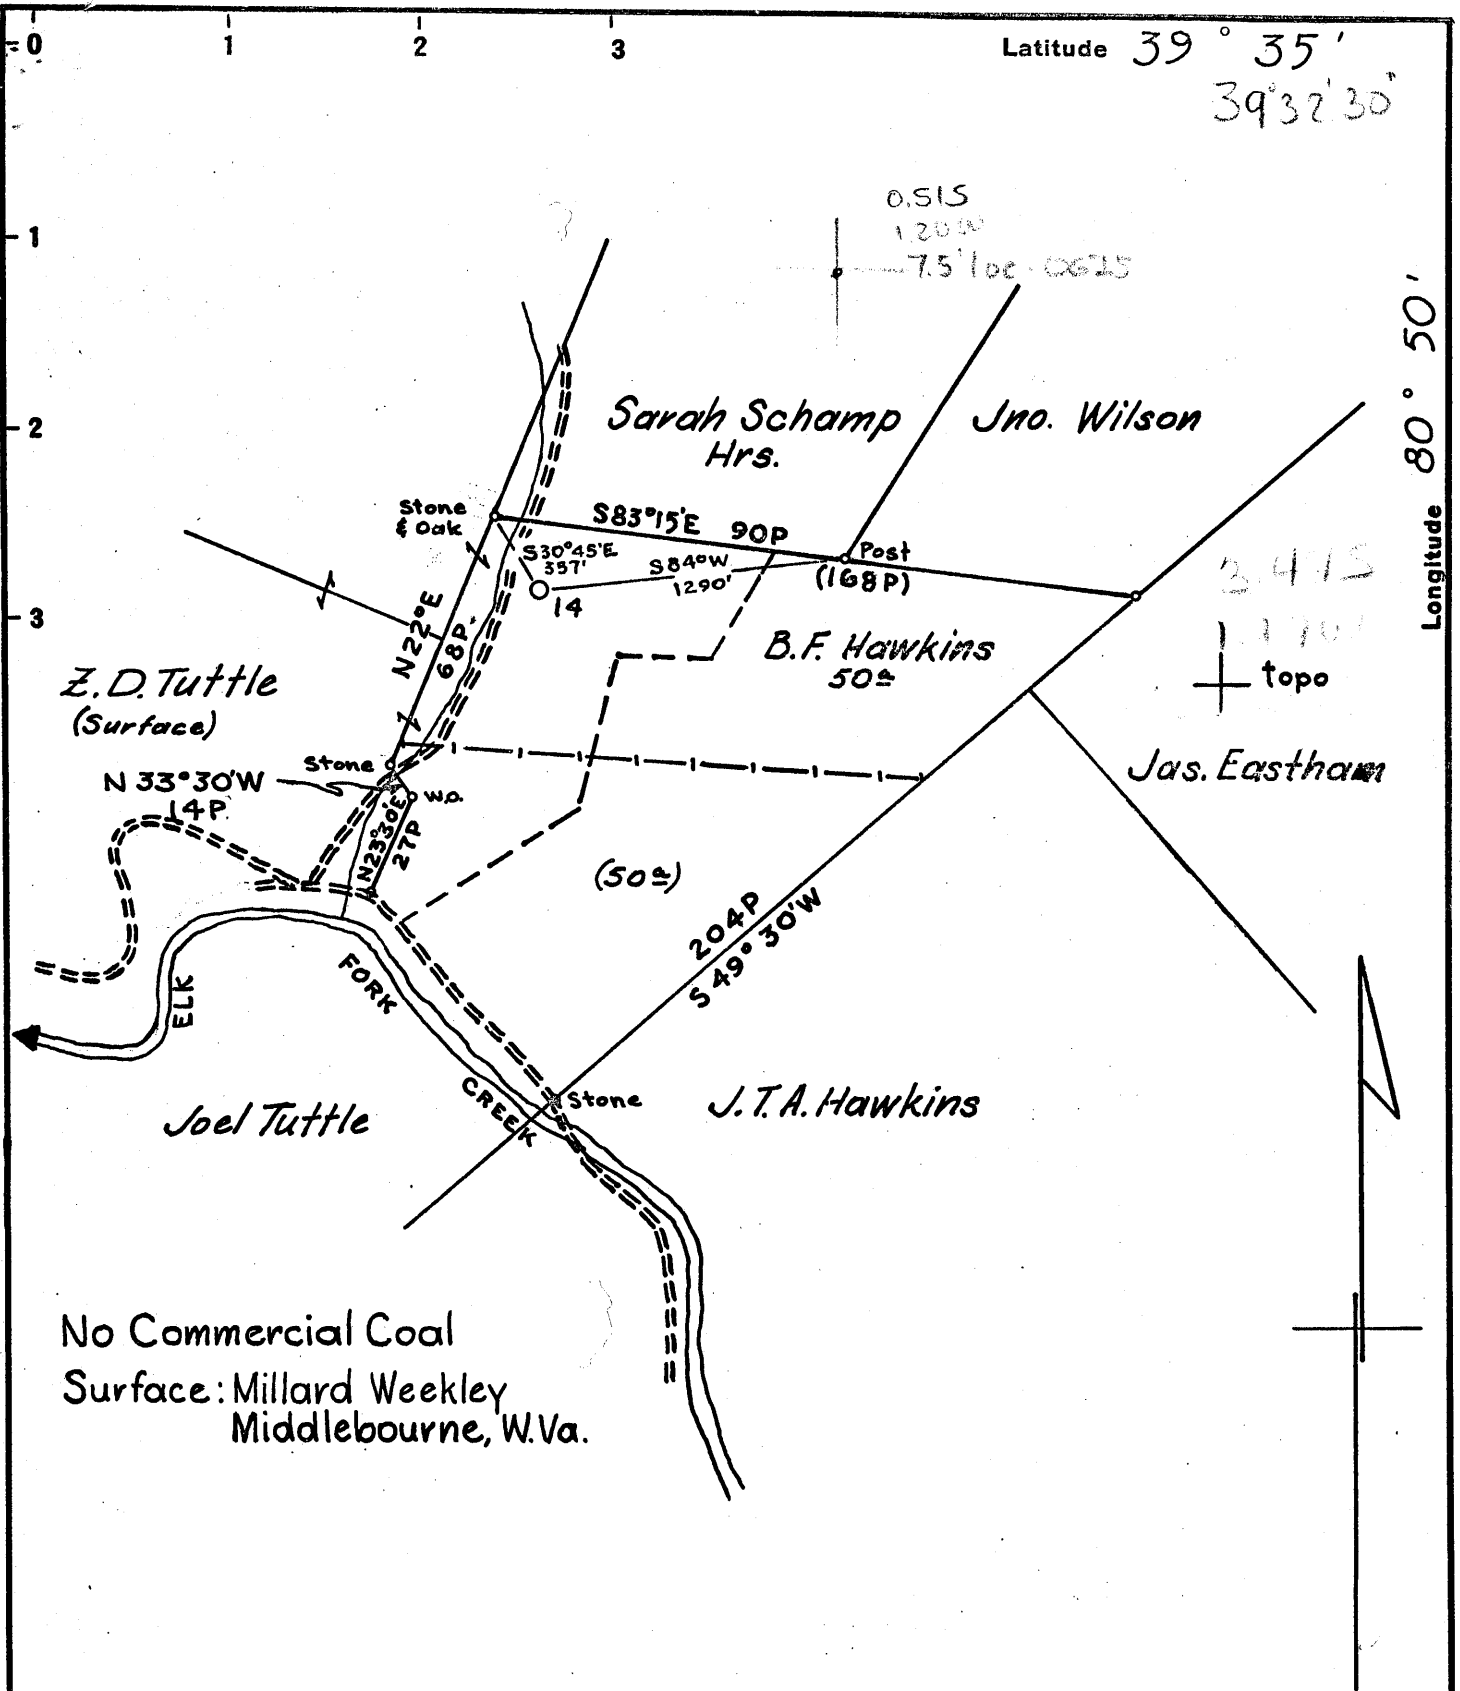 0 1 2 3
Latitude 39° 35'
39°32'30"
0.51S
7.5' loc
1
2
3
Longitude 80° 50'
Sarah Schamp
Hrs.
Jno. Wilson
Stone
& Oak
S83°15'E 90P
S30°45'E
357'
S84°W
1290'
Post
(168P)
14
N22°E
68P
B.F. Hawkins
50a
topo
Z.D. Tuttle
(Surface)
Stone
N 33°30'W
14P.
W.O.
N23°30'E
27P
Jas. Eastham
(50a)
204P
S 49° 30'W
ELK
FORK
CREEK
Stone
Joel Tuttle
J.T.A. Hawkins
No Commercial Coal
Surface: Millard Weekley
Middlebourne, W.Va.